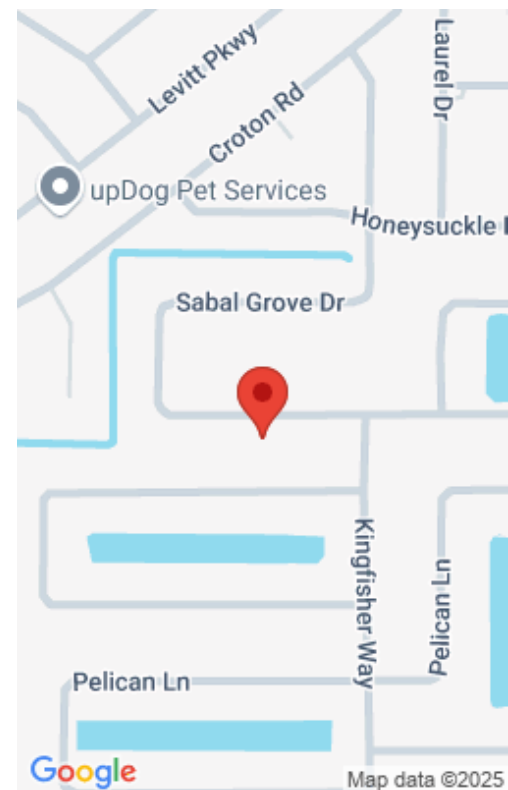 Levitt Pkwy
Laurel Dr
Croton Rd
upDog Pet Services
Honeysuckle
Sabal Grove Dr
Kingfisher Way
Pelican Ln
Pelican Ln
Google
Map data ©2025